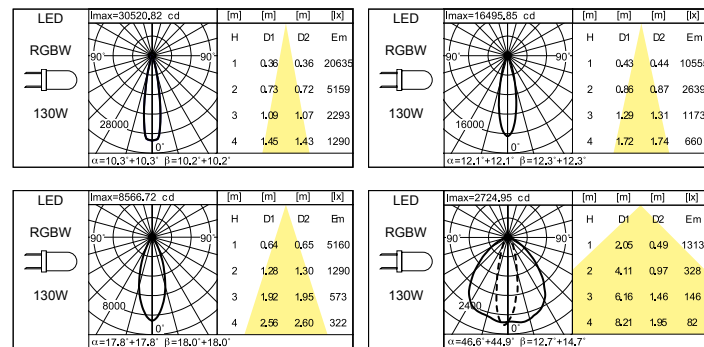 LED
RGBW
130W
Imax=30520.82 cd
90° 90°
28000
0°
α=10.3°+10.3° β=10.2°+10.2°
[m] [m] [m] [lx]
H D1 D2 Em
1 0.36 0.36 20635
2 0.73 0.72 5159
3 1.09 1.07 2293
4 1.45 1.43 1290
LED
RGBW
130W
Imax=16495.85 cd
90° 90°
16000
0°
α=12.1°+12.1° β=12.3°+12.3°
[m] [m] [m] [lx]
H D1 D2 Em
1 0.43 0.44 10555
2 0.86 0.87 2639
3 1.29 1.31 1173
4 1.72 1.74 660
LED
RGBW
130W
Imax=8566.72 cd
90° 90°
8000
0°
α=17.8°+17.8° β=18.0°+18.0°
[m] [m] [m] [lx]
H D1 D2 Em
1 0.64 0.65 5160
2 1.28 1.30 1290
3 1.92 1.95 573
4 2.56 2.60 322
LED
RGBW
130W
Imax=2724.95 cd
90° 90°
2400
0°
α=46.6°+44.9° β=12.7°+14.7°
[m] [m] [m] [lx]
H D1 D2 Em
1 2.05 0.49 1313
2 4.11 0.97 328
3 6.16 1.46 146
4 8.21 1.95 82